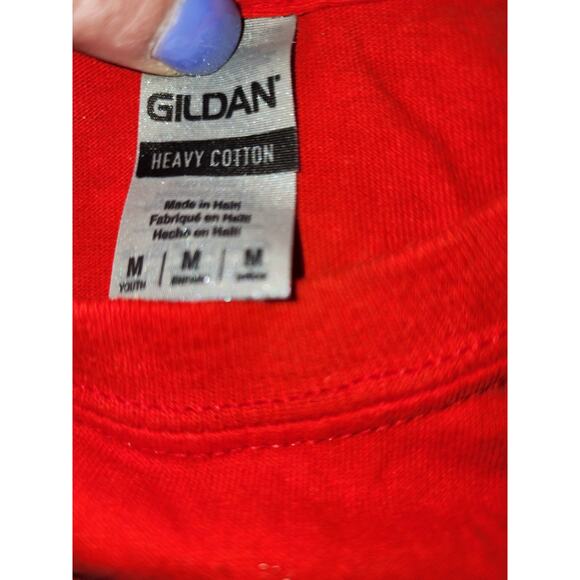 GILDAN
HEAVY COTTON
Made in Haiti
Fabriqué en Haïti
Hecho en Haití
M | M | M
YOUTH